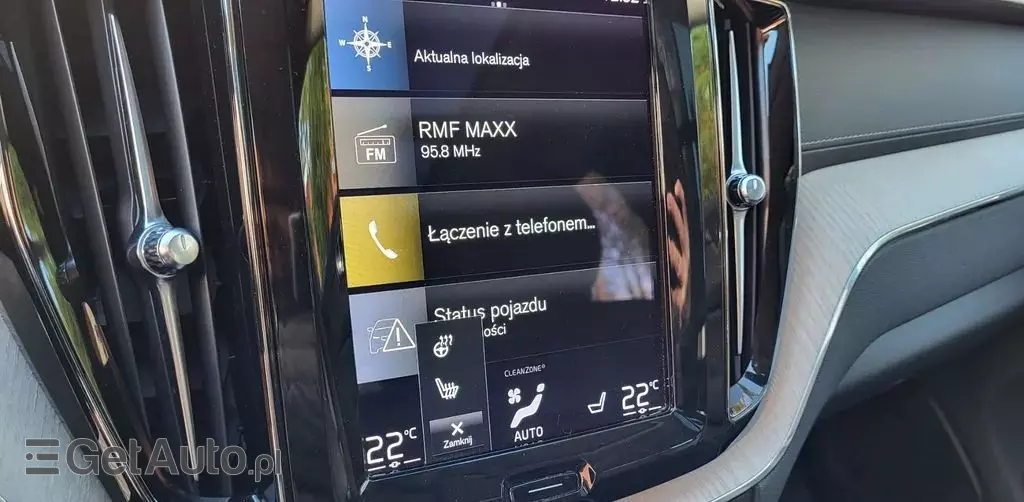 N
W E
S
Aktualna lokalizacja
FM
RMF MAXX
95.8 MHz
Łączenie z telefonem...
Status pojazdu
ości
CLEANZONE®
AUTO
22°C
Zamknij
22°C
GetAuto.pl